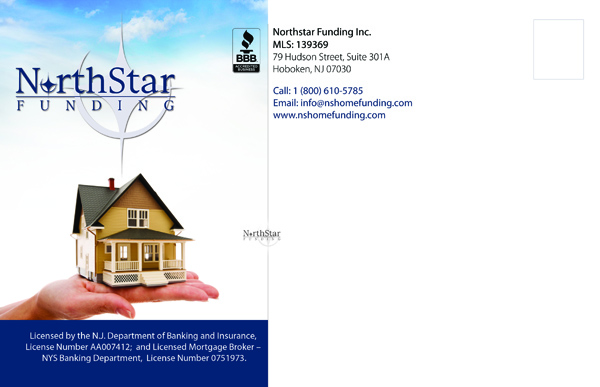 NorthStar
FUNDING
BBB
ACCREDITED
BUSINESS
Northstar Funding Inc.
MLS: 139369
79 Hudson Street, Suite 301A
Hoboken, NJ 07030
Call: 1 (800) 610-5785
Email: info@nshomefunding.com
www.nshomefunding.com
NorthStar
FUNDING
Licensed by the N.J. Department of Banking and Insurance,
License Number AA007412;  and Licensed Mortgage Broker –
NYS Banking Department,  License Number 0751973.